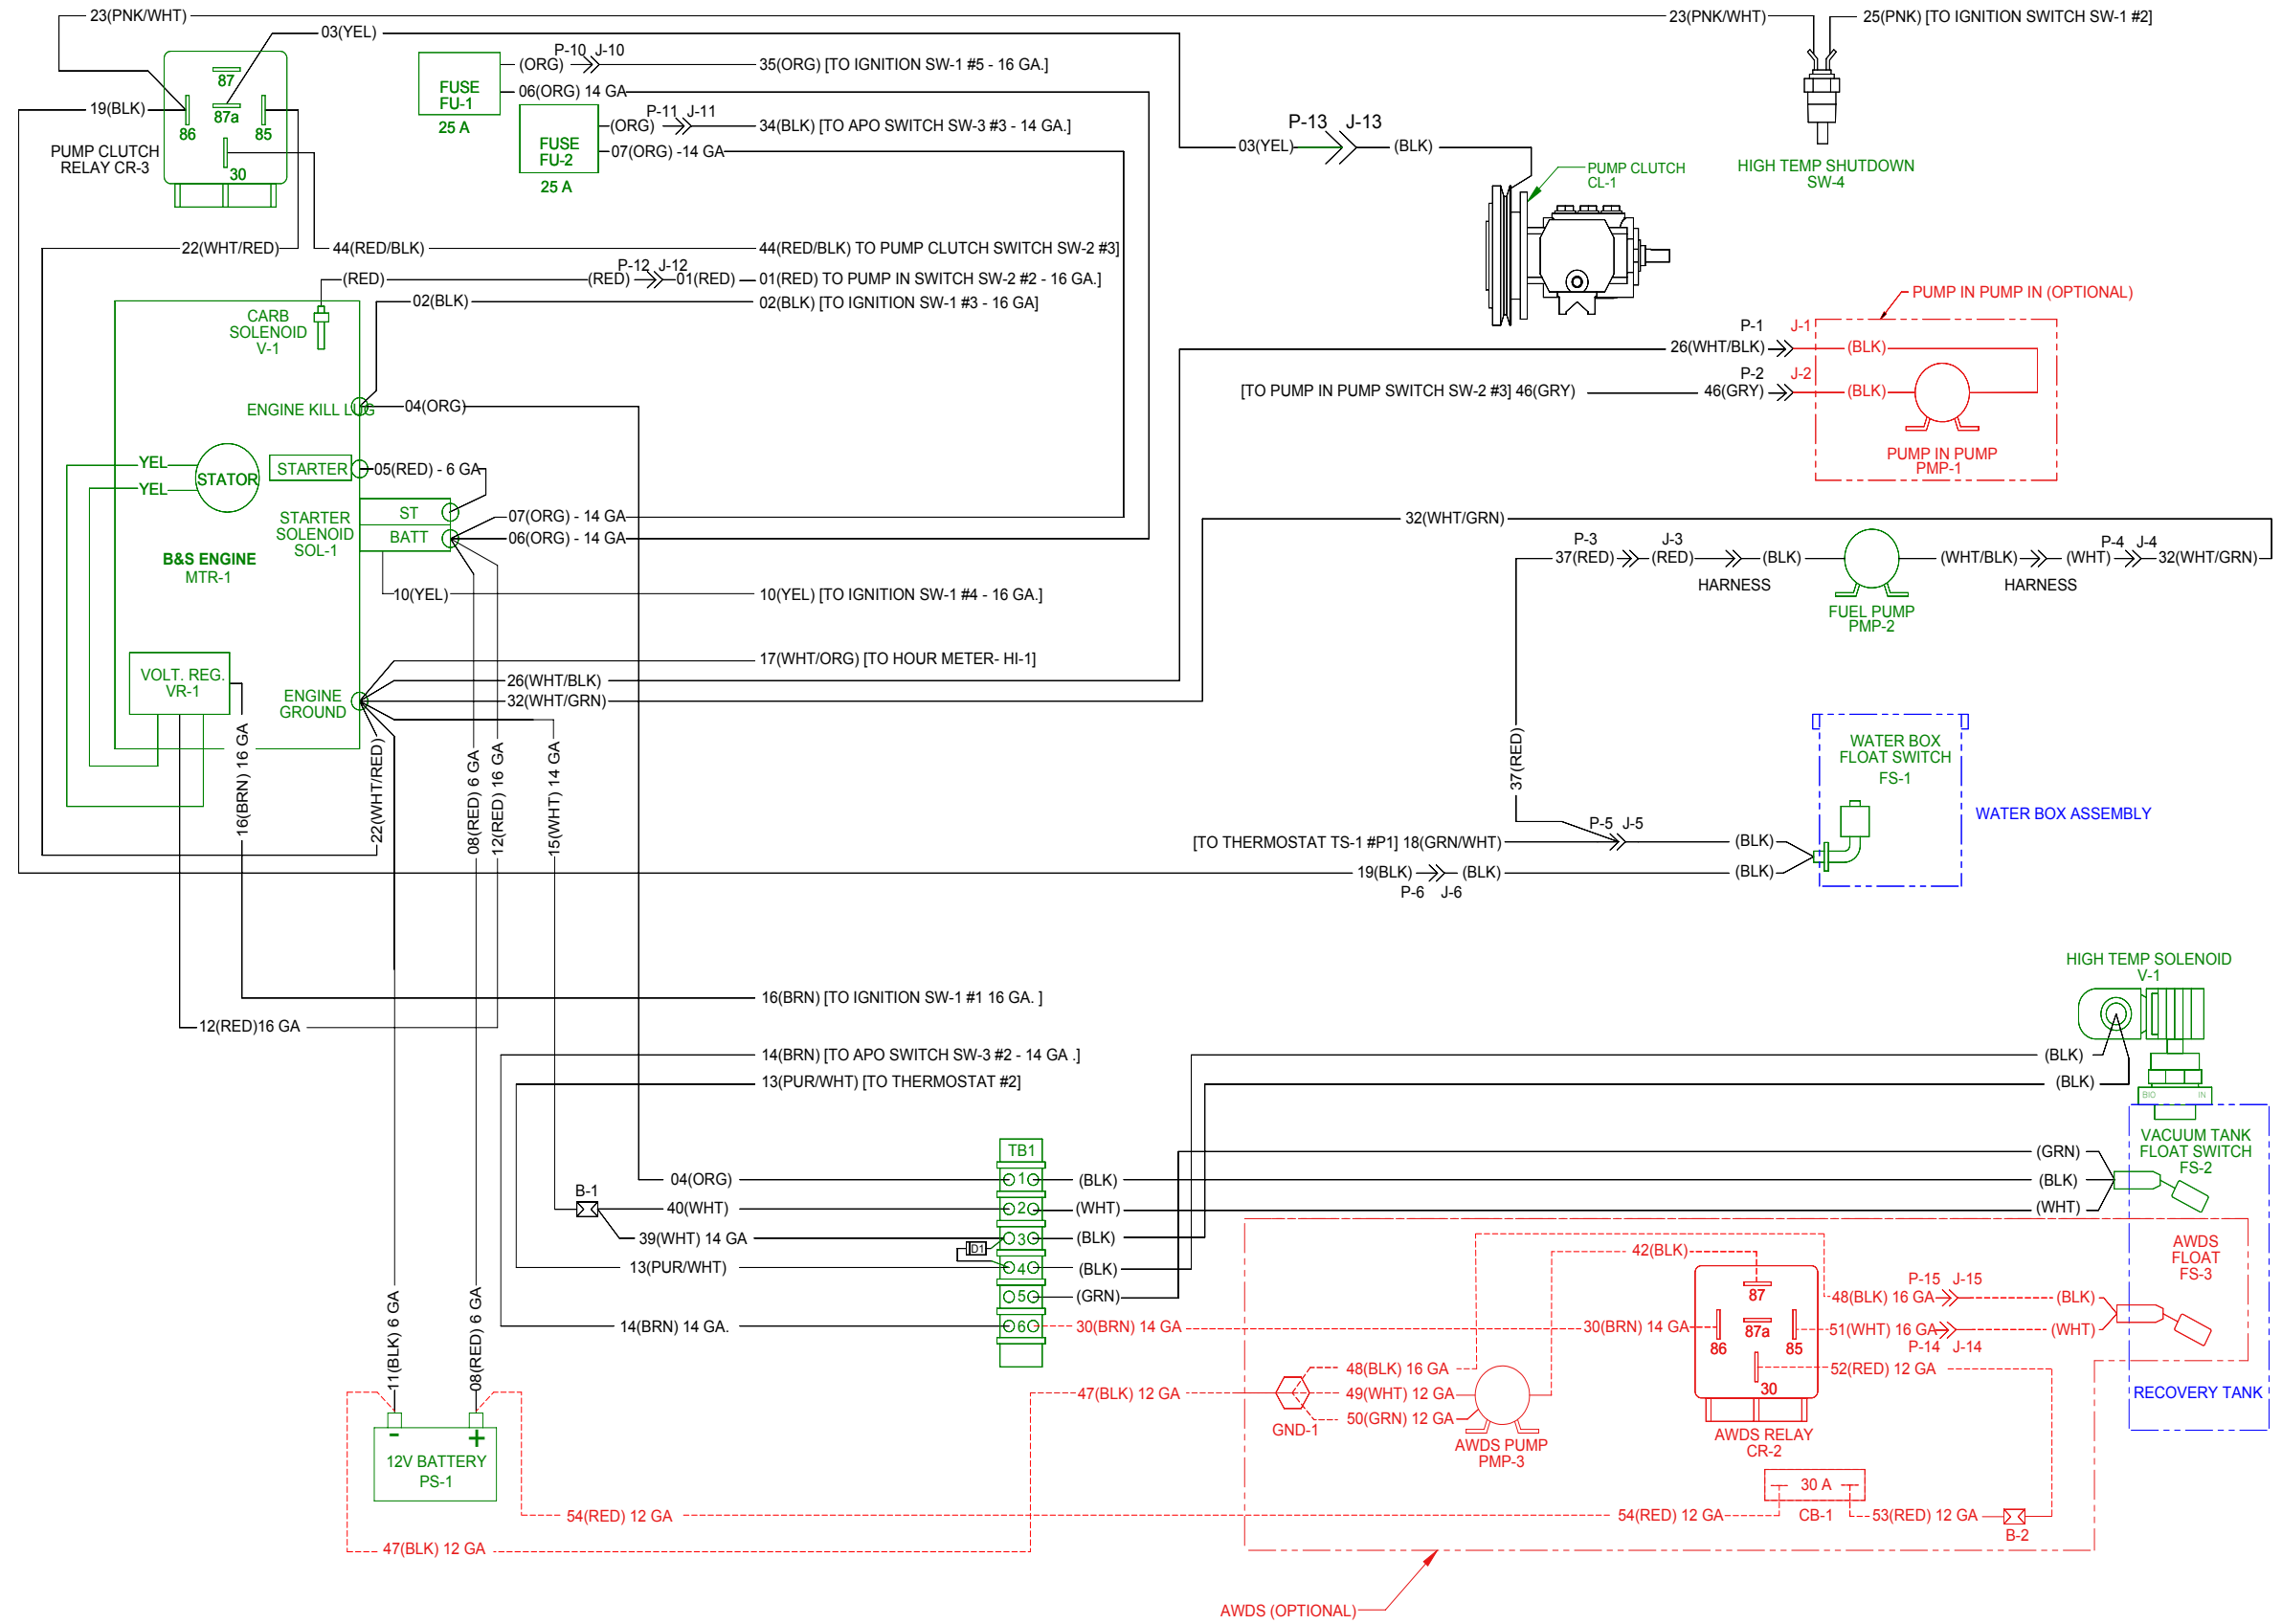 23(PNK/WHT)
23(PNK/WHT)
25(PNK) [TO IGNITION SWITCH SW-1 #2]
03(YEL)
P-10 J-10
(ORG)
35(ORG) [TO IGNITION SW-1 #5 - 16 GA.]
87
FUSE
FU-1
06(ORG) 14 GA
25 A
19(BLK)
86
87a
85
P-11 J-11
(ORG)
34(BLK) [TO APO SWITCH SW-3 #3 - 14 GA.]
FUSE
FU-2
07(ORG) -14 GA
25 A
PUMP CLUTCH
RELAY CR-3
30
P-13 J-13
03(YEL)
(BLK)
PUMP CLUTCH
CL-1
HIGH TEMP SHUTDOWN
SW-4
22(WHT/RED)
44(RED/BLK)
44(RED/BLK) TO PUMP CLUTCH SWITCH SW-2 #3]
(RED)
P-12 J-12
(RED)
01(RED)
01(RED) TO PUMP IN SWITCH SW-2 #2 - 16 GA.]
02(BLK)
02(BLK) [TO IGNITION SW-1 #3 - 16 GA]
CARB
SOLENOID
V-1
PUMP IN PUMP IN (OPTIONAL)
P-1 J-1
26(WHT/BLK)
(BLK)
P-2 J-2
[TO PUMP IN PUMP SWITCH SW-2 #3] 46(GRY)
46(GRY)
(BLK)
PUMP IN PUMP
PMP-1
ENGINE KILL LUG
04(ORG)
YEL
YEL
STATOR
STARTER
05(RED) - 6 GA
ST
BATT
STARTER
SOLENOID
SOL-1
07(ORG) - 14 GA
06(ORG) - 14 GA
B&S ENGINE
MTR-1
10(YEL)
10(YEL) [TO IGNITION SW-1 #4 - 16 GA.]
32(WHT/GRN)
P-3 J-3
37(RED)
(RED)
(BLK)
HARNESS
(WHT/BLK)
(WHT)
P-4 J-4
32(WHT/GRN)
HARNESS
FUEL PUMP
PMP-2
17(WHT/ORG) [TO HOUR METER- HI-1]
26(WHT/BLK)
32(WHT/GRN)
VOLT. REG.
VR-1
ENGINE
GROUND
16(BRN) 16 GA
22(WHT/RED)
08(RED) 6 GA
12(RED) 16 GA
15(WHT) 14 GA
37(RED)
WATER BOX
FLOAT SWITCH
FS-1
WATER BOX ASSEMBLY
P-5 J-5
[TO THERMOSTAT TS-1 #P1] 18(GRN/WHT)
(BLK)
19(BLK)
(BLK)
(BLK)
P-6 J-6
HIGH TEMP SOLENOID
V-1
16(BRN) [TO IGNITION SW-1 #1 16 GA. ]
12(RED)16 GA
14(BRN) [TO APO SWITCH SW-3 #2 - 14 GA .]
13(PUR/WHT) [TO THERMOSTAT #2]
(BLK)
(BLK)
BIO IN
TB1
VACUUM TANK
FLOAT SWITCH
FS-2
(GRN)
04(ORG)
1
(BLK)
(BLK)
B-1
40(WHT)
2
(WHT)
(WHT)
39(WHT) 14 GA
3
(BLK)
D1
13(PUR/WHT)
4
(BLK)
5
(GRN)
14(BRN) 14 GA.
6
30(BRN) 14 GA
42(BLK)
AWDS
FLOAT
FS-3
87
P-15 J-15
48(BLK) 16 GA
(BLK)
30(BRN) 14 GA
86
87a
85
51(WHT) 16 GA
(WHT)
P-14 J-14
52(RED) 12 GA
30
RECOVERY TANK
11(BLK) 6 GA
08(RED) 6 GA
47(BLK) 12 GA
48(BLK) 16 GA
49(WHT) 12 GA
50(GRN) 12 GA
GND-1
AWDS PUMP
PMP-3
AWDS RELAY
CR-2
- +
12V BATTERY
PS-1
30 A
54(RED) 12 GA
54(RED) 12 GA
CB-1
53(RED) 12 GA
B-2
47(BLK) 12 GA
AWDS (OPTIONAL)